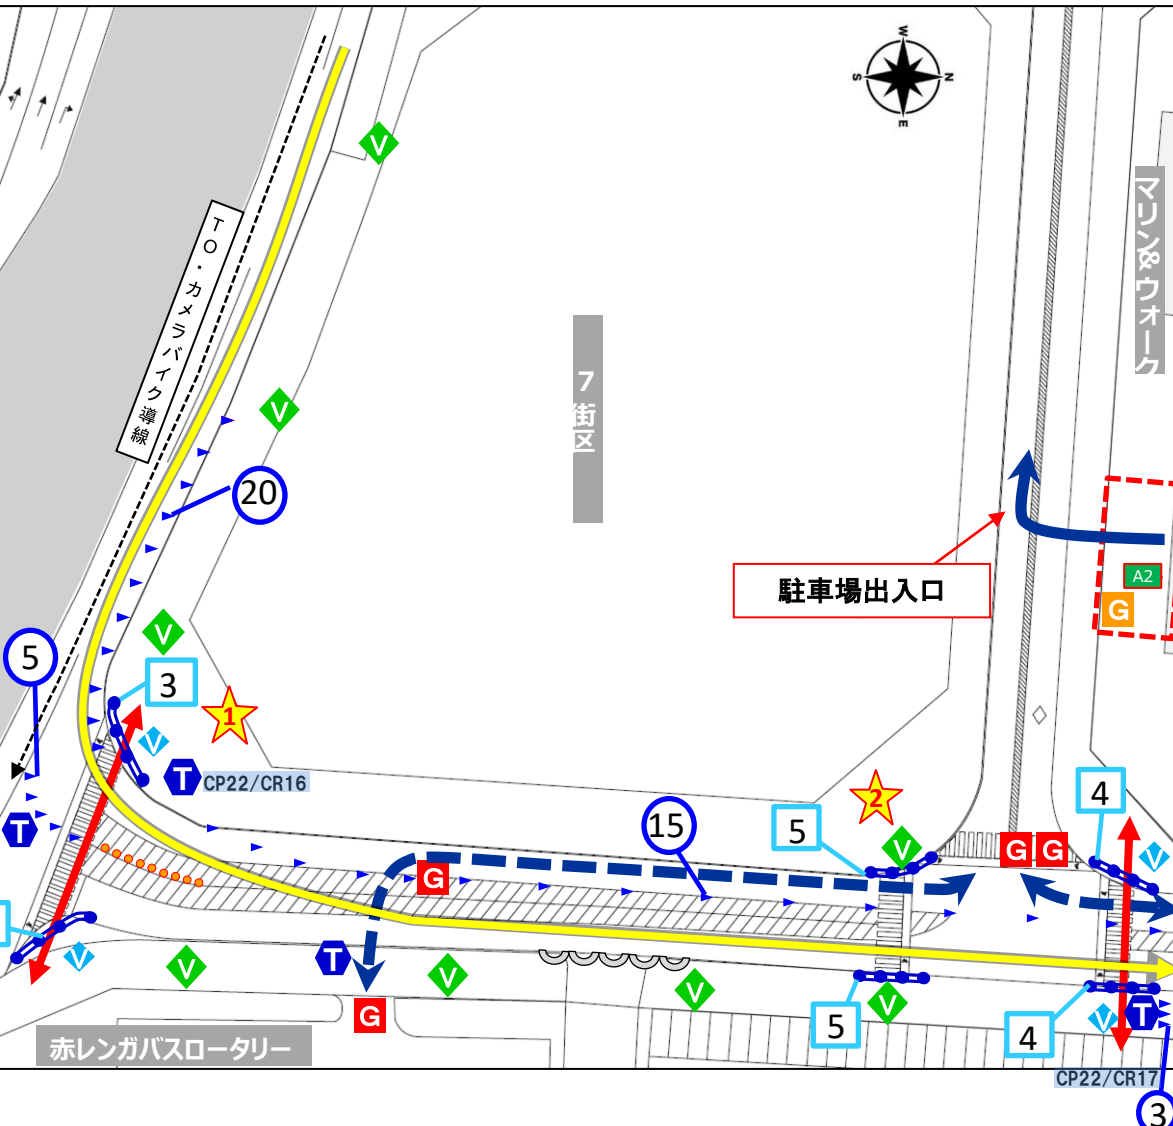 W
S
N
E
V
マリン&ウォーク
TO・カメラバイク導線
7街区
V
20
駐車場出入口
A2
G
V
5
3
1
V
T
CP22/CR16
2
4
5
15
T
V
G G
V
G
V
T
V
V
V
V
G
5
4
V
T
赤レンガバスロータリー
CP22/CR17
3